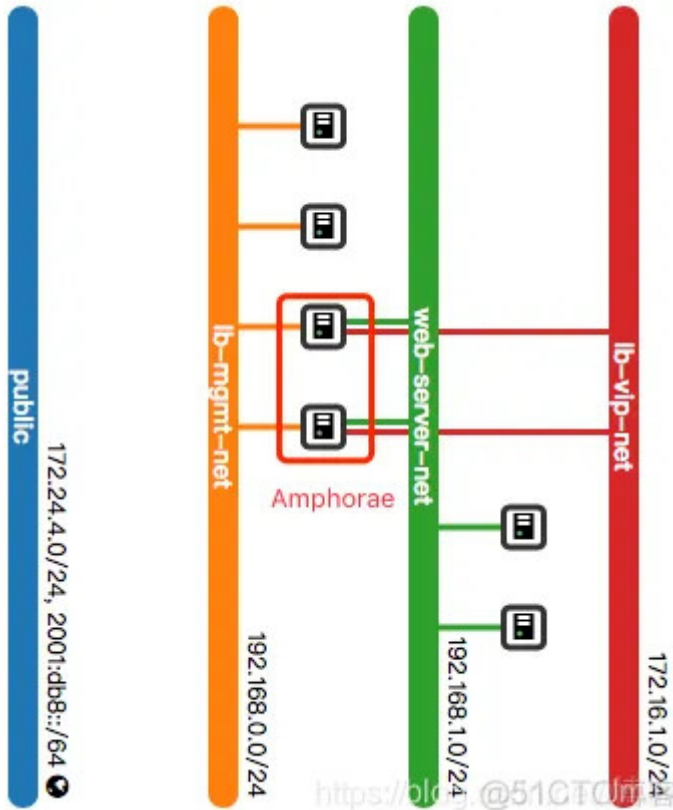 public
172.24.4.0/24, 2001:db8::/64
lb-mgmt-net
192.168.0.0/24
Amphorae
web-server-net
192.168.1.0/24
lb-vip-net
172.16.1.0/24
https://blog.
@51CTO